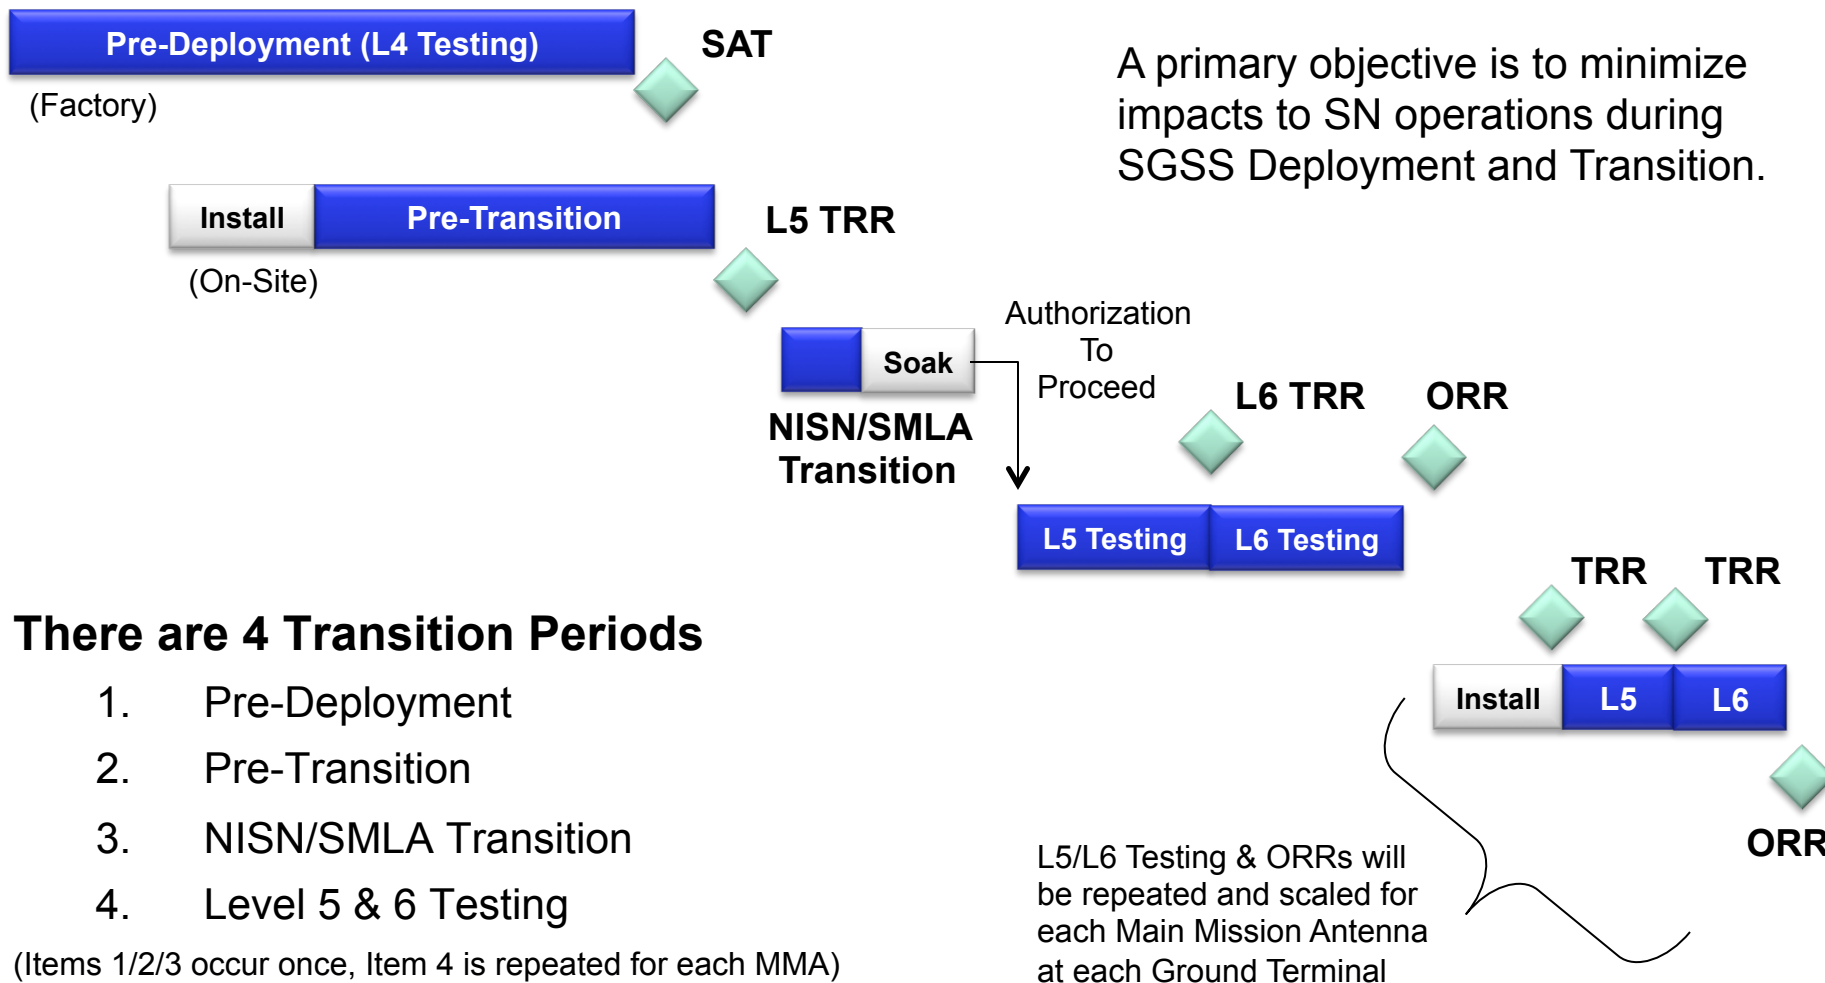 Pre-Deployment (L4 Testing)
SAT
(Factory)
A primary objective is to minimize
impacts to SN operations during
SGSS Deployment and Transition.
Install
Pre-Transition
L5 TRR
(On-Site)
Soak
NISN/SMLA
Transition
Authorization
To
Proceed
L6 TRR
ORR
L5 Testing
L6 Testing
TRR
TRR
Install
L5
L6
ORR
There are 4 Transition Periods
1. Pre-Deployment
2. Pre-Transition
3. NISN/SMLA Transition
4. Level 5 & 6 Testing
(Items 1/2/3 occur once, Item 4 is repeated for each MMA)
L5/L6 Testing & ORRs will
be repeated and scaled for
each Main Mission Antenna
at each Ground Terminal